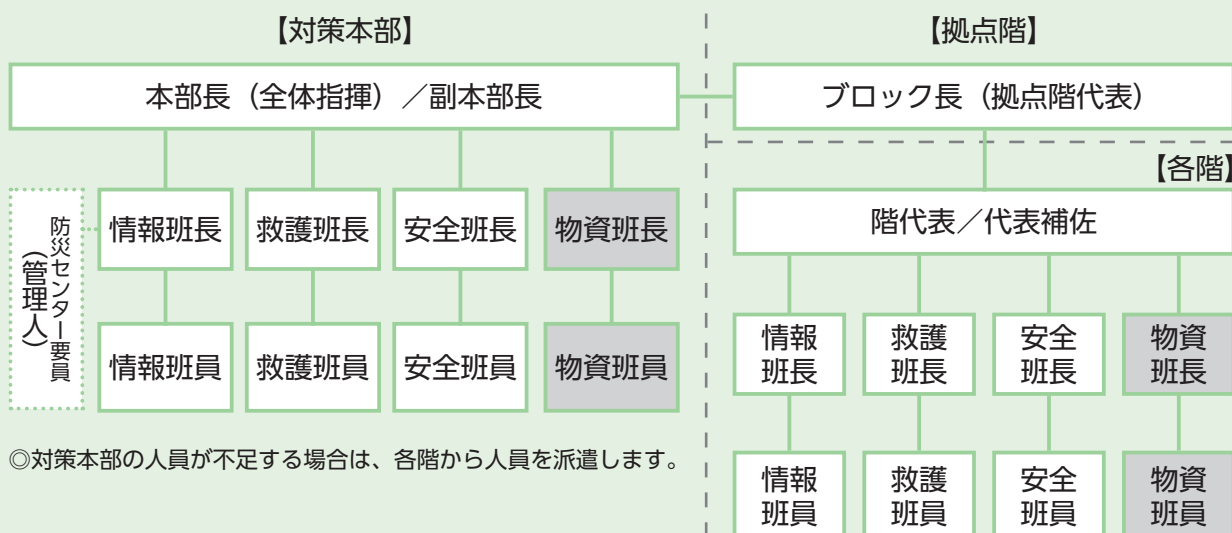 【対策本部】
本部長（全体指揮）／副本部長
防災センター要員
（管理人）
情報班長
救護班長
安全班長
物資班長
情報班員
救護班員
安全班員
物資班員
◎対策本部の人員が不足する場合は、各階から人員を派遣します。
【拠点階】
ブロック長（拠点階代表）
【各階】
階代表／代表補佐
情報
班長
救護
班長
安全
班長
物資
班長
情報
班員
救護
班員
安全
班員
物資
班員